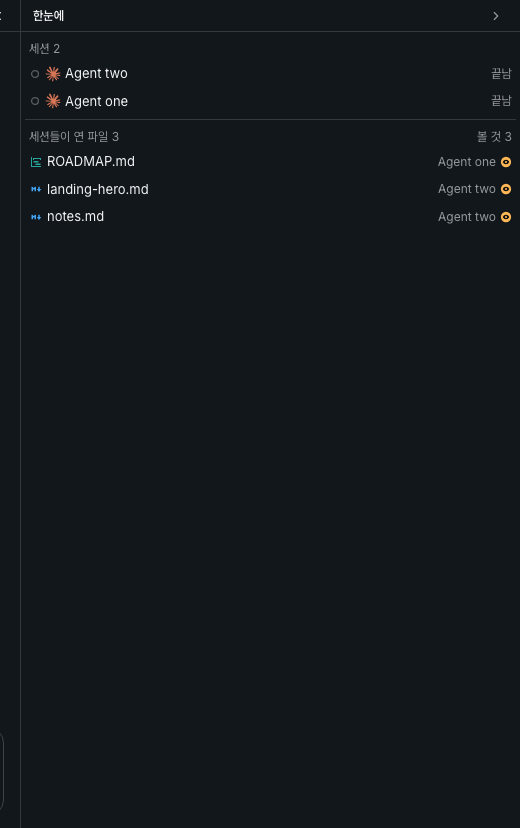 한눈에
세션 2
Agent two 끝남
Agent one 끝남
세션들이 연 파일 3 볼 것 3
ROADMAP.md Agent one
landing-hero.md Agent two
notes.md Agent two